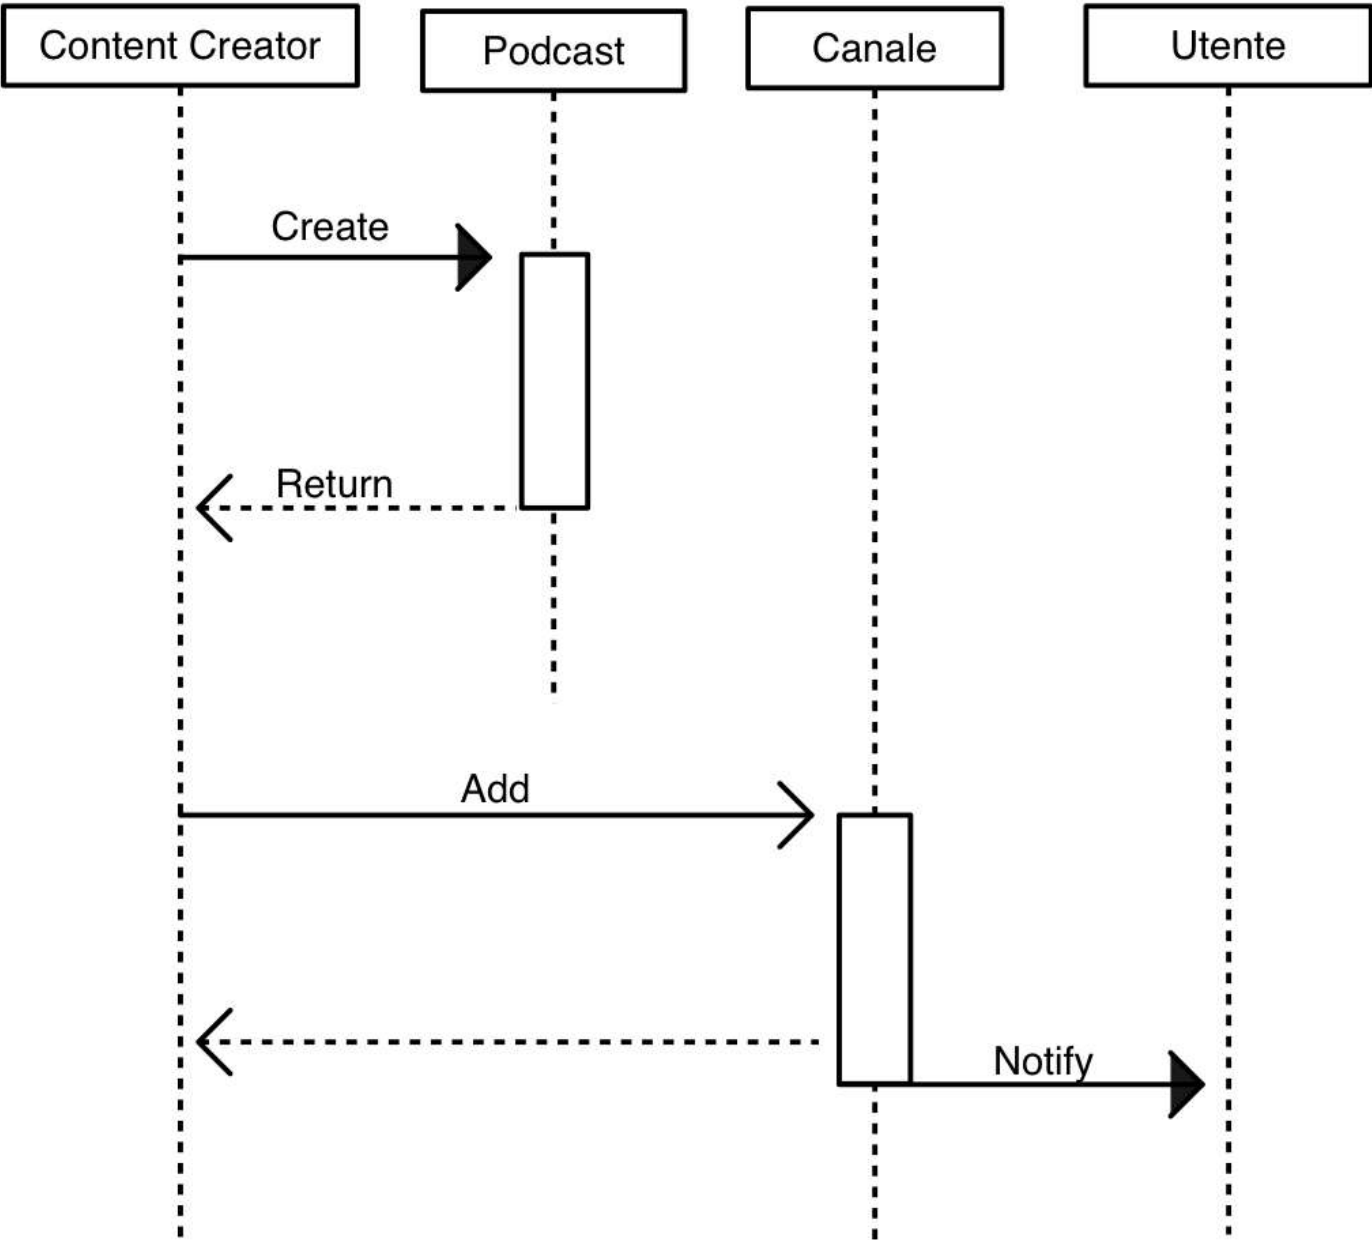 Content Creator
Podcast
Canale
Utente
Create
Return
Add
Notify